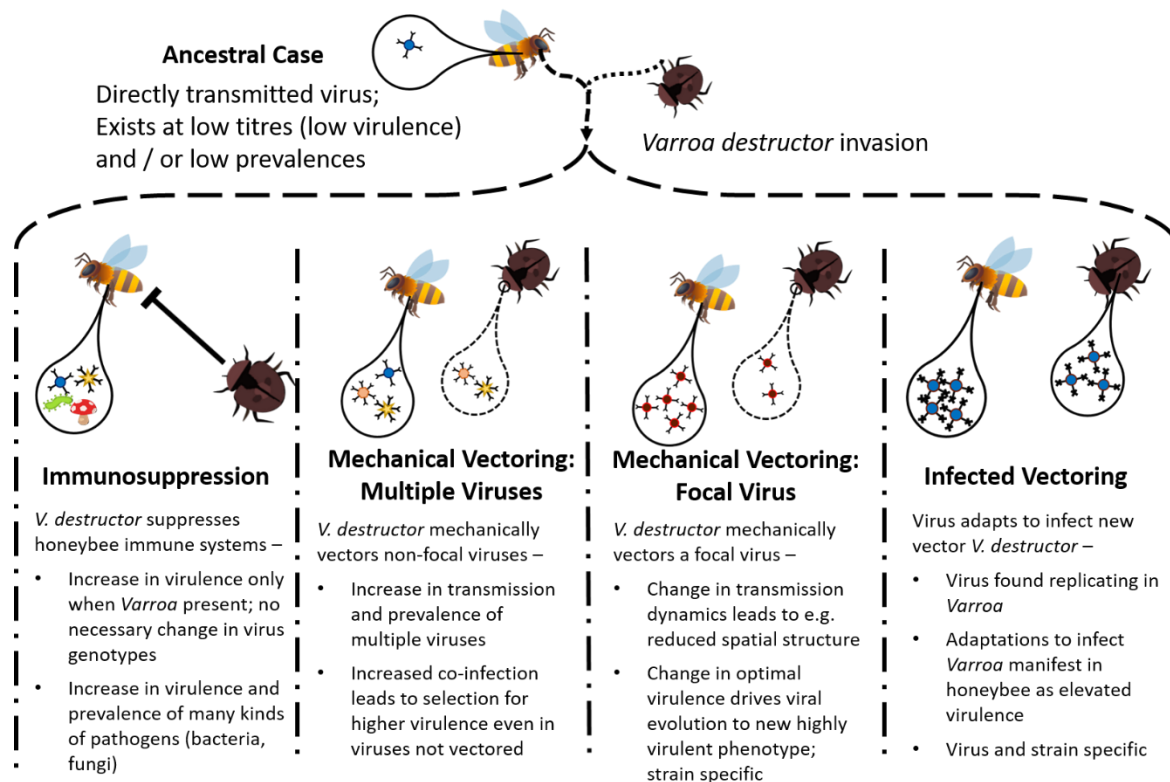 Ancestral Case
Directly transmitted virus;
Exists at low titres (low virulence)
and / or low prevalences
Varroa destructor invasion
Immunosuppression
V. destructor suppresses
honeybee immune systems –
• Increase in virulence only
when Varroa present; no
necessary change in virus
genotypes
• Increase in virulence and
prevalence of many kinds
of pathogens (bacteria,
fungi)
Mechanical Vectoring:
Multiple Viruses
V. destructor mechanically
vectors non-focal viruses –
• Increase in transmission
and prevalence of
multiple viruses
• Increased co-infection
leads to selection for
higher virulence even in
viruses not vectored
Mechanical Vectoring:
Focal Virus
V. destructor mechanically
vectors a focal virus –
• Change in transmission
dynamics leads to e.g.
reduced spatial structure
• Change in optimal
virulence drives viral
evolution to new highly
virulent phenotype;
strain specific
Infected Vectoring
Virus adapts to infect new
vector V. destructor –
• Virus found replicating in
Varroa
• Adaptations to infect
Varroa manifest in
honeybee as elevated
virulence
• Virus and strain specific